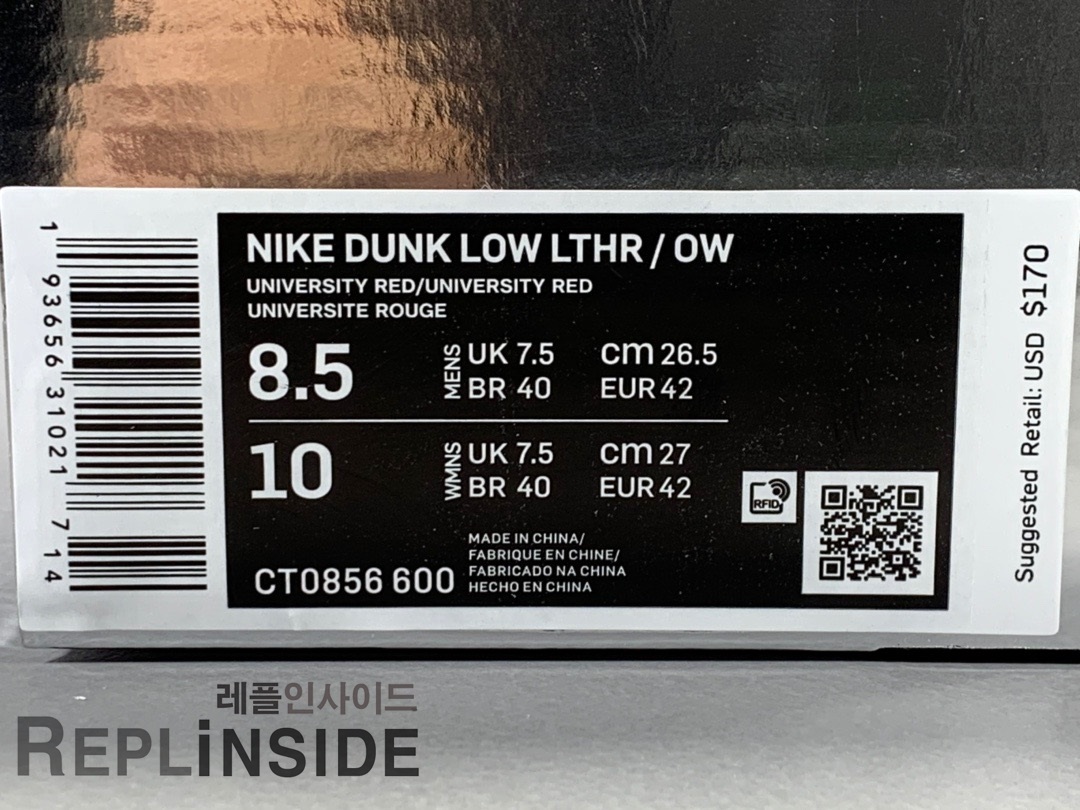 NIKE DUNK LOW LTHR / OW
UNIVERSITY RED/UNIVERSITY RED
UNIVERSITE ROUGE
8.5 MENS UK 7.5 cm 26.5
BR 40 EUR 42
10 WMNS UK 7.5 cm 27
BR 40 EUR 42
MADE IN CHINA/
FABRIQUE EN CHINE/
FABRICADO NA CHINA
HECHO EN CHINA
CT0856 600
RFID
1 93656 31021 7 14
Suggested Retail: USD $170
레플인사이드
REPLiNSIDE